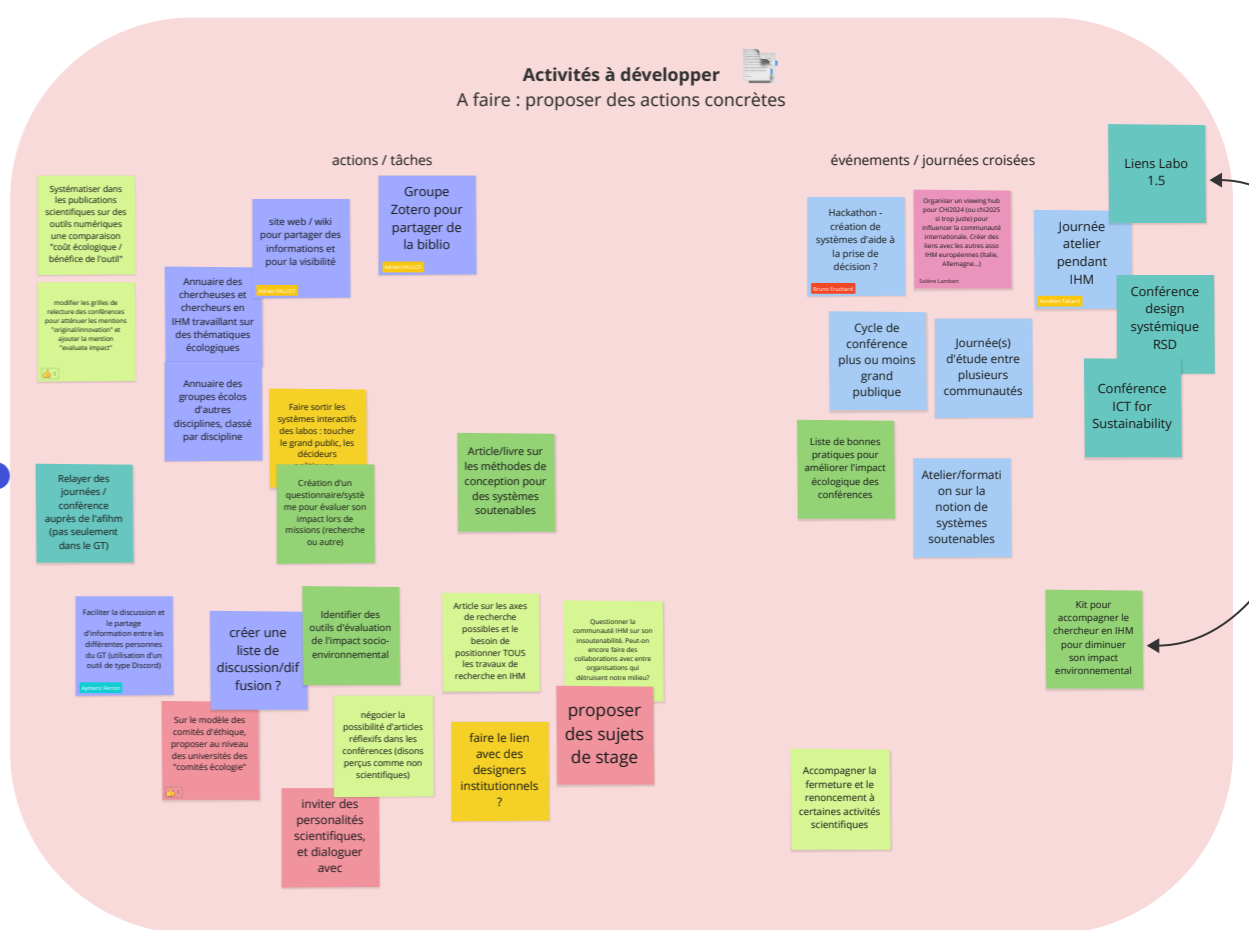 Activités à développer
A faire : proposer des actions concrètes
actions / tâches
Systématiser dans
les publications
scientifiques sur des
outils numériques
une comparaison
"coût écologique /
bénéfice de l'outil"
modifier les grilles de
relecture des conférences
pour atténuer les mentions
"original/innovation" et
ajouter la mention
"evaluate impact"
site web / wiki
pour partager des
informations et
pour la visibilité
Adrien FALLOT
Groupe
Zotero pour
partager de
la biblio
Adrien FALLOT
Annuaire des
chercheuses et
chercheurs en
IHM travaillant sur
des thématiques
écologiques
Annuaire des
groupes écolos
d'autres
disciplines, classé
par discipline
Faire sortir les
systèmes interactifs
des labos : toucher
le grand public, les
décideurs
Création d'un
questionnaire/systè
me pour évaluer son
impact lors de
missions (recherche
ou autre)
Article/livre sur
les méthodes de
conception pour
des systèmes
soutenables
Relayer des
journées /
conférence
auprès de l'afihm
(pas seulement
dans le GT)
Faciliter la discussion et
le partage
d'information entre les
différentes personnes
du GT (utilisation d'un
outil de type Discord)
créer une
liste de
discussion/dif
fusion ?
Identifier des
outils d'évaluation
de l'impact socio-
environnemental
Article sur les axes
de recherche
possibles et le
besoin de
positionner TOUS
les travaux de
recherche en IHM
Questionner la
communauté IHM sur son
insoutenabilité. Peut-on
encore faire des
collaborations avec entre
organisations qui
détruisent notre milieu?
Sur le modèle des
comités d'éthique,
proposer au niveau
des universités des
"comités écologie"
négocier la
possibilité d'articles
réflexifs dans les
conférences (disons
perçus comme non
scientifiques)
faire le lien
avec des
designers
institutionnels
?
proposer
des sujets
de stage
inviter des
personalités
scientifiques,
et dialoguer
avec
événements / journées croisées
Hackathon -
création de
systèmes d'aide à
la prise de
décision ?
Bruno Fruchard
Organiser un viewing hub
pour CHI2024 (ou chi2025
si trop juste) pour
influencer la communauté
internationale. Créer des
liens avec les autres asso
IHM européennes (Italie,
Allemagne...)
Solène Lambert
Journée
atelier
pendant
IHM
Aurélien Tabard
Liens Labo
1.5
Conférence
design
systémique
RSD
Conférence
ICT for
Sustainability
Cycle de
conférence
plus ou moins
grand
publique
Journée(s)
d'étude entre
plusieurs
communautés
Liste de bonnes
pratiques pour
améliorer l'impact
écologique des
conférences
Atelier/formati
on sur la
notion de
systèmes
soutenables
Kit pour
accompagner le
chercheur en IHM
pour diminuer
son impact
environnemental
Accompagner la
fermeture et le
renoncement à
certaines activités
scientifiques